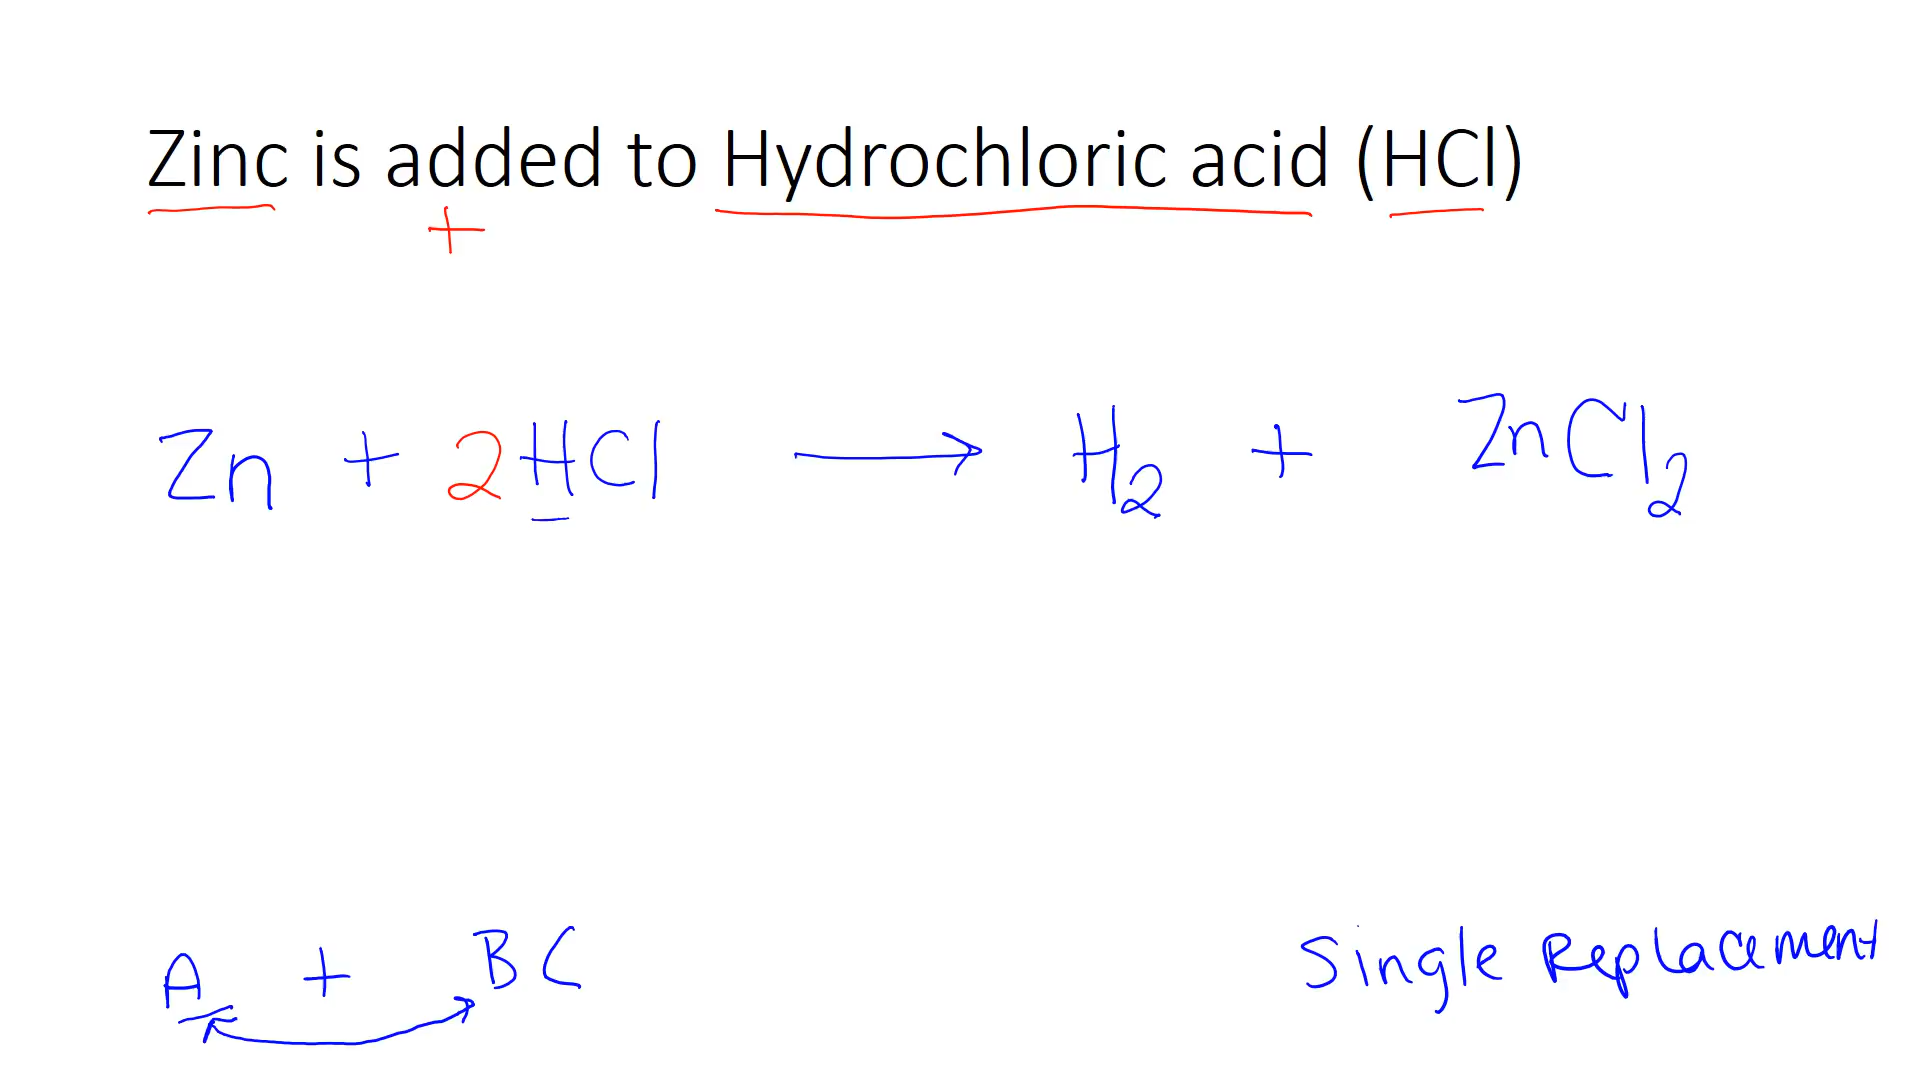 Zinc is added to Hydrochloric acid (HCl)
+
Zn + 2HCl → H₂ + ZnCl₂
A + BC Single Replacement